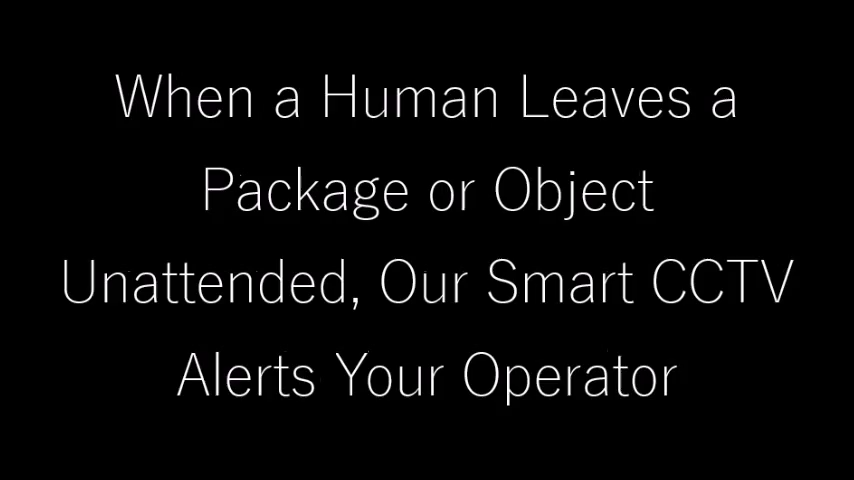 When a Human Leaves a
Package or Object
Unattended, Our Smart CCTV
Alerts Your Operator